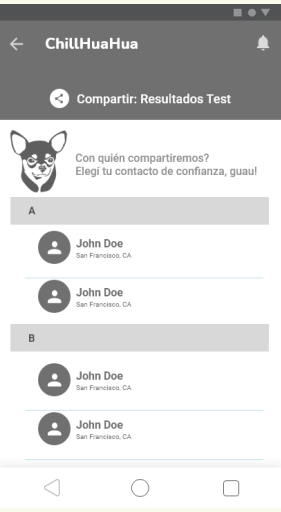 ChillHuaHua
Compartir: Resultados Test
Con quién compartiremos?
Elegí tu contacto de confianza, guau!
A
John Doe
San Francisco, CA
John Doe
San Francisco, CA
B
John Doe
San Francisco, CA
John Doe
San Francisco, CA